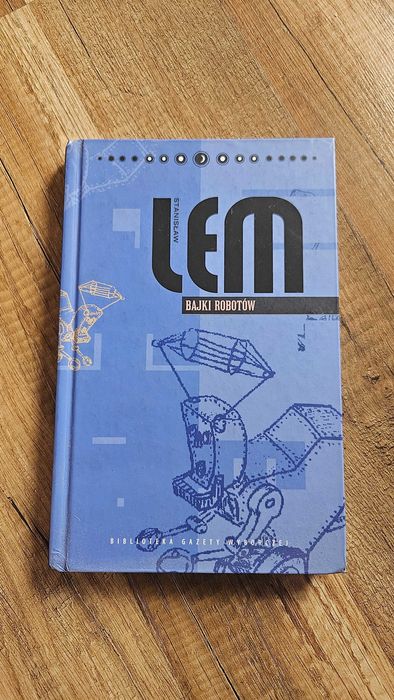 STANISŁAW
LEM
BAJKI ROBOTÓW
BIBLIOTEKA GAZETY WYBORCZEJ